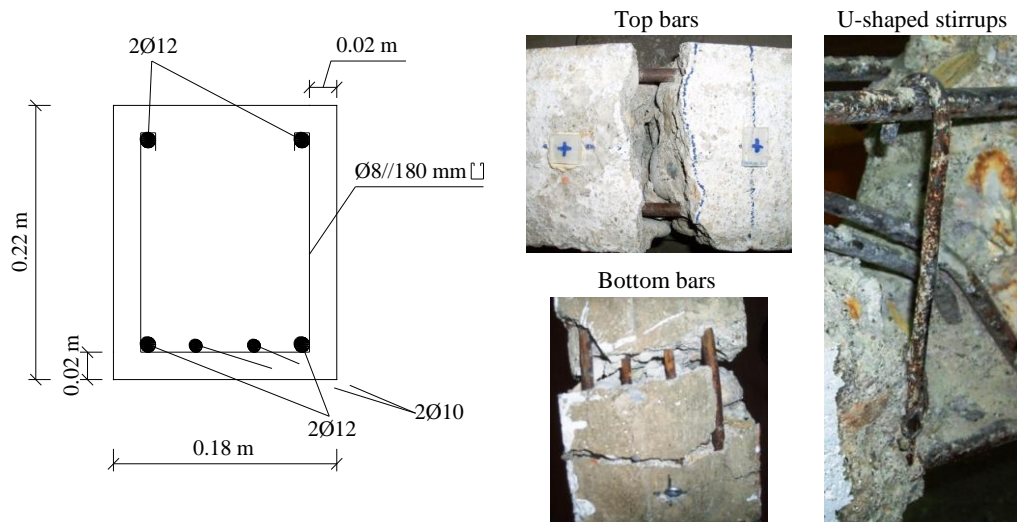 Top bars
U-shaped stirrups
2Ø12
0.02 m
Ø8//180 mm
0.22 m
Bottom bars
0.02 m
2Ø10
2Ø12
0.18 m